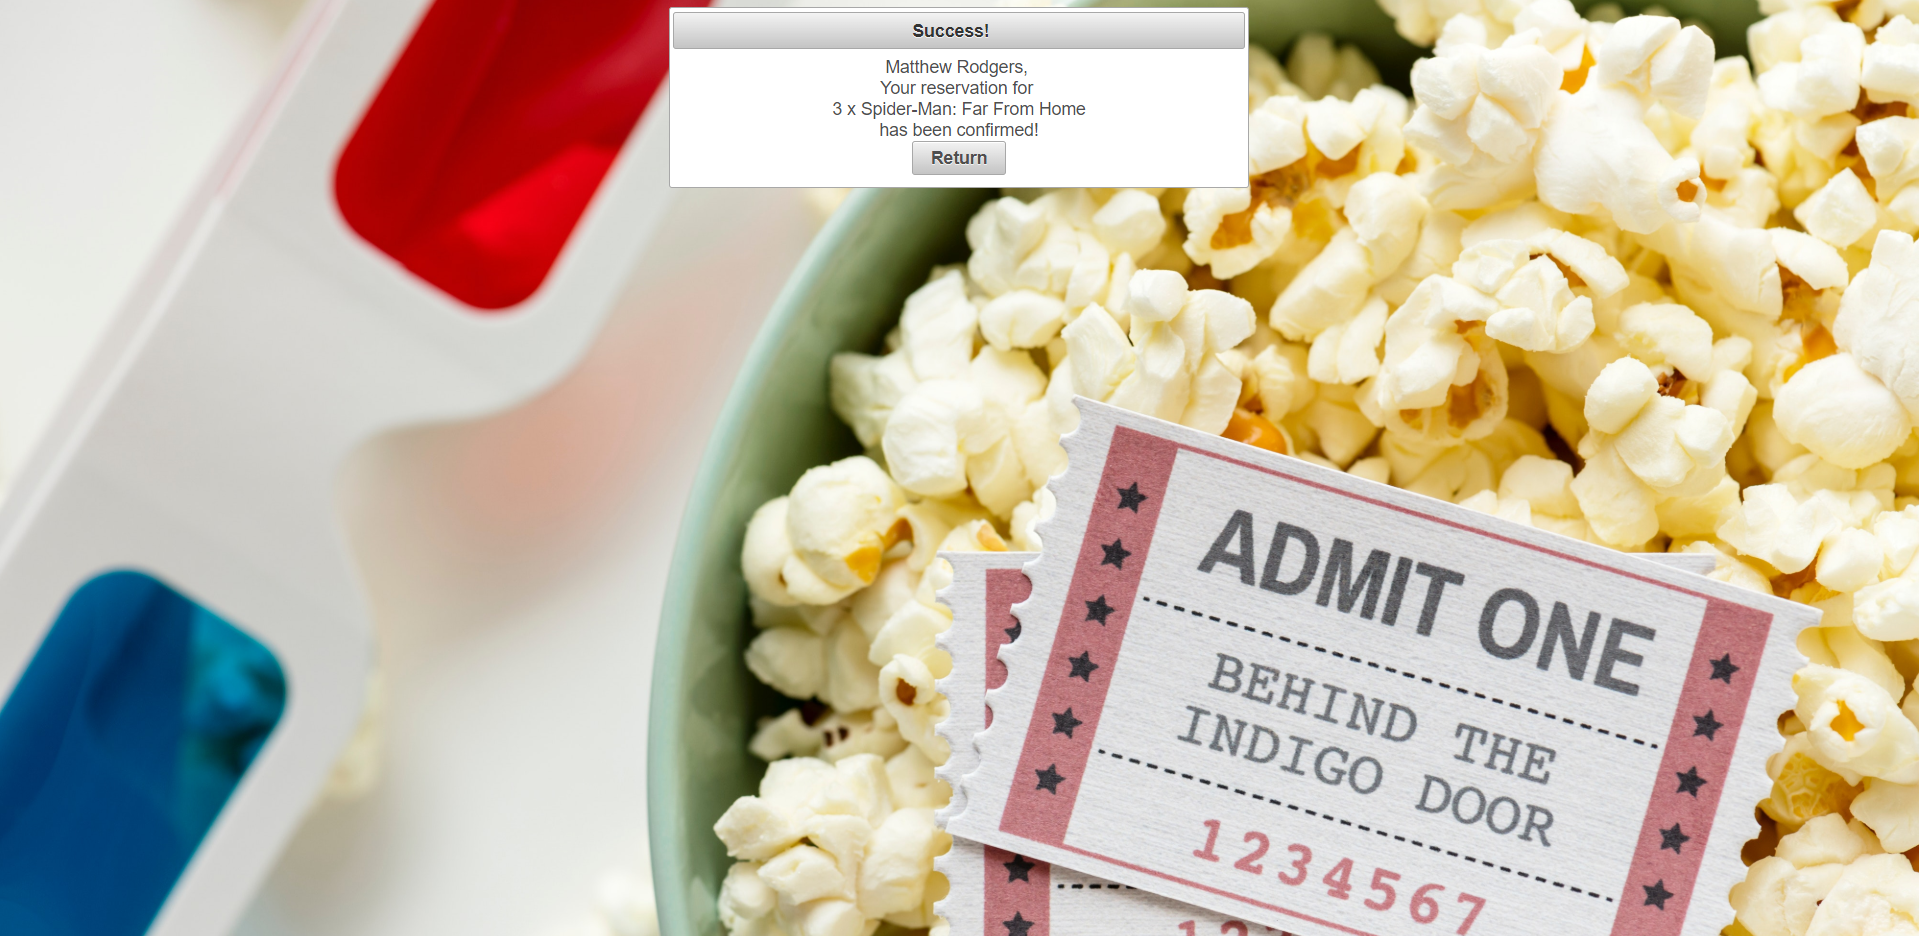 Success!
Matthew Rodgers,
Your reservation for
3 x Spider-Man: Far From Home
has been confirmed!
Return
ADMIT ONE
BEHIND THE
INDIGO DOOR
1234567